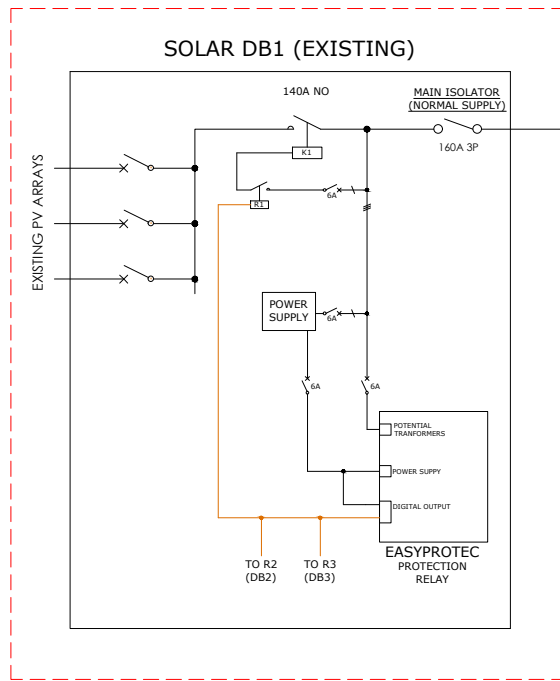 SOLAR DB1 (EXISTING)
140A NO
MAIN ISOLATOR
(NORMAL SUPPLY)
160A 3P
K1
R1
6A
EXISTING PV ARRAYS
POWER
SUPPLY
6A
6A
6A
POTENTIAL
TRANFORMERS
POWER SUPPY
DIGITAL OUTPUT
EASYPROTEC
PROTECTION
RELAY
TO R2
(DB2)
TO R3
(DB3)